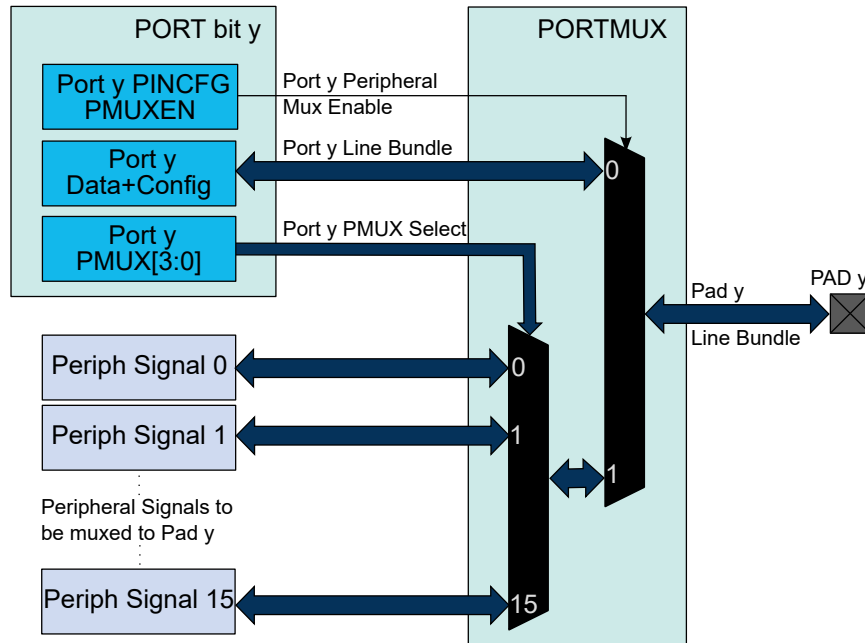 PORT bit y
PORTMUX
Port y PINCFG
PMUXEN
Port y Peripheral
Mux Enable
Port y
Data+Config
Port y Line Bundle
0
Port y
PMUX[3:0]
Port y PMUX Select
Pad y
Line Bundle
PAD y
Periph Signal 0
0
Periph Signal 1
1
1
Peripheral Signals to
be muxed to Pad y
Periph Signal 15
15